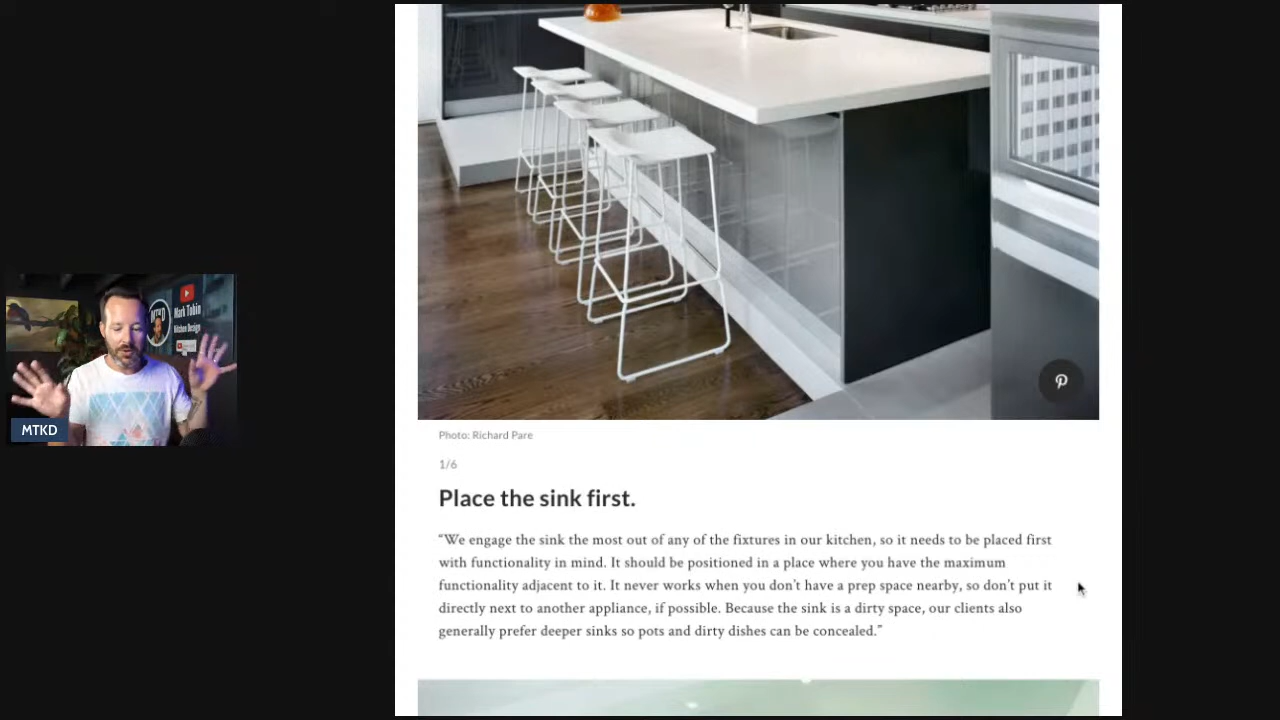 Mark Tobin
Kitchen Design
MTKD
Photo: Richard Pare
1/6
Place the sink first.
“We engage the sink the most out of any of the fixtures in our kitchen, so it needs to be placed first
with functionality in mind. It should be positioned in a place where you have the maximum
functionality adjacent to it. It never works when you don’t have a prep space nearby, so don’t put it
directly next to another appliance, if possible. Because the sink is a dirty space, our clients also
generally prefer deeper sinks so pots and dirty dishes can be concealed.”